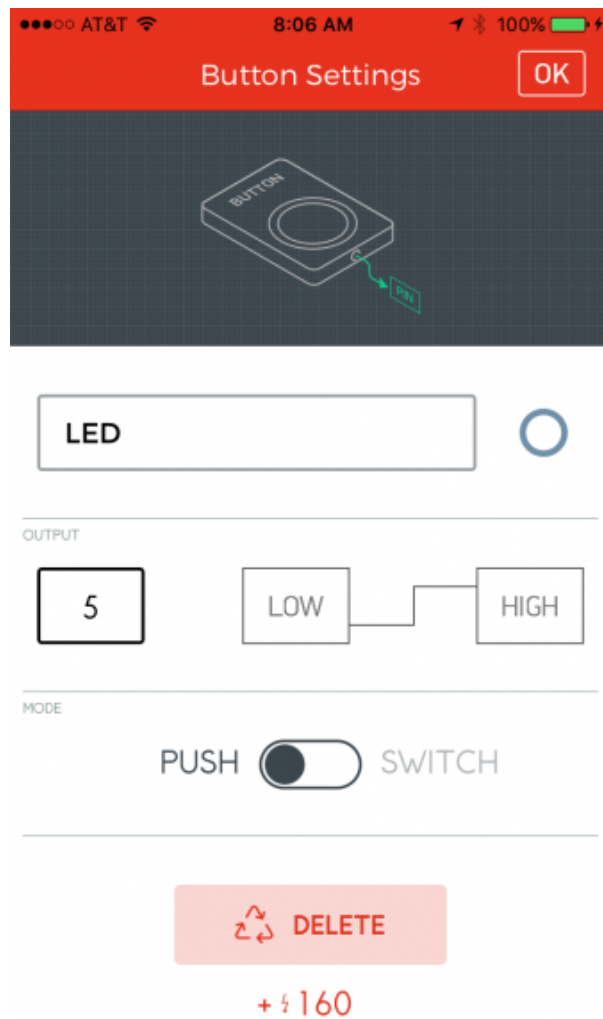 AT&T 8:06 AM 100%
Button Settings OK
BUTTON
PIN
LED
OUTPUT
5 LOW HIGH
MODE
PUSH SWITCH
DELETE
+ 160